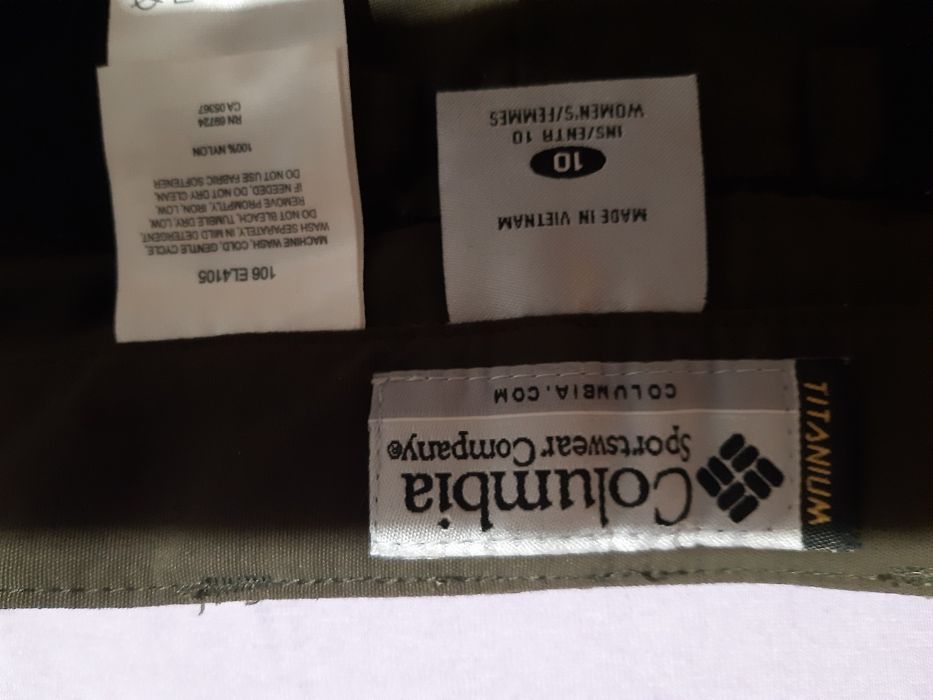 Columbia
Sportswear Company®
COLUMBIA.COM
TITANIUM
MADE IN VIETNAM
10
INS/ENTR 10
WOMEN'S/FEMMES
106 EL4105
MACHINE WASH, COLD, GENTLE CYCLE,
WASH SEPARATELY, IN MILD DETERGENT,
DO NOT BLEACH, TUMBLE DRY, LOW,
REMOVE PROMPTLY, IRON, LOW,
IF NEEDED, DO NOT DRY CLEAN,
DO NOT USE FABRIC SOFTENER
100% NYLON
RN 69724
CA 05367